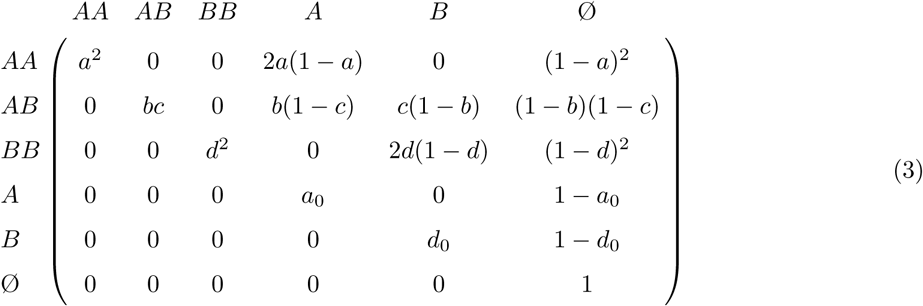 AA AB BB A B Ø
AA a² 0 0 2a(1 − a) 0 (1 − a)²
AB 0 bc 0 b(1 − c) c(1 − b) (1 − b)(1 − c)
BB 0 0 d² 0 2d(1 − d) (1 − d)²
(3)
A 0 0 0 a₀ 0 1 − a₀
B 0 0 0 0 d₀ 1 − d₀
Ø 0 0 0 0 0 1